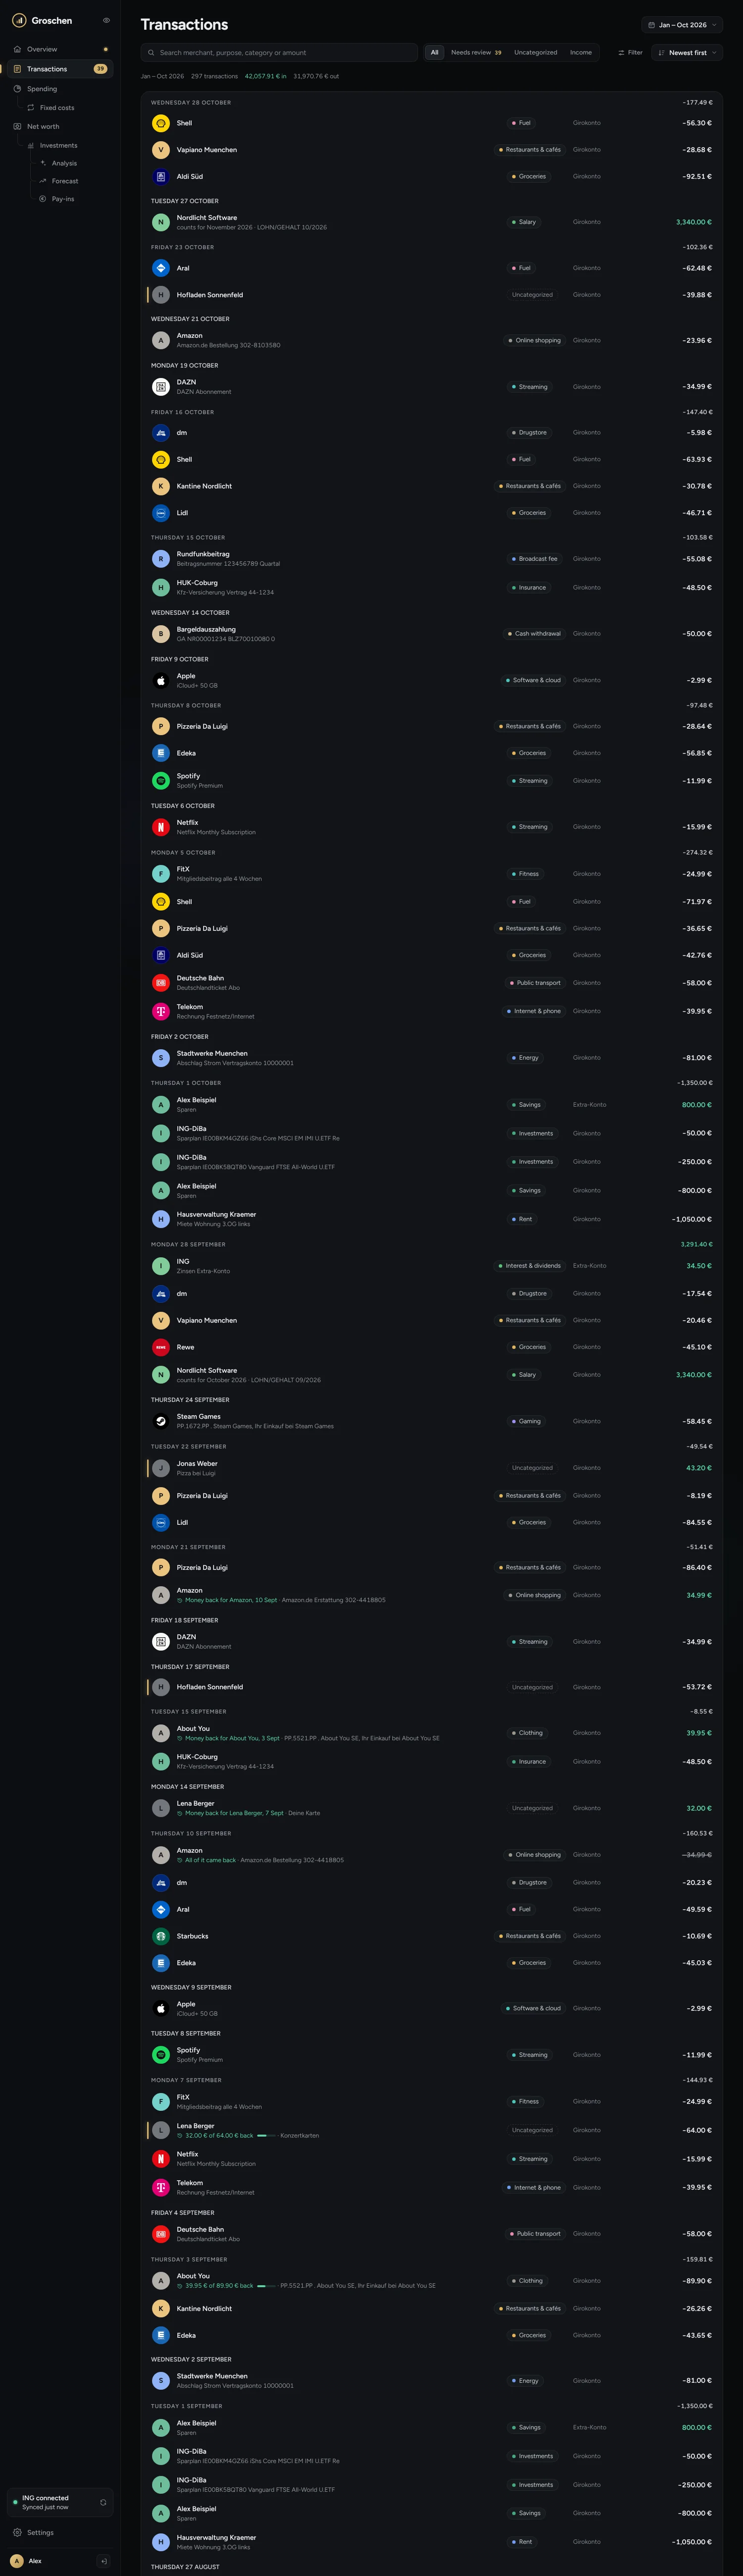 Groschen
Overview
Transactions 39
Spending
Fixed costs
Net worth
Investments
Analysis
Forecast
Pay-ins
Transactions
Jan – Oct 2026
Search merchant, purpose, category or amount
All Needs review 39 Uncategorized Income
Filter
Newest first
Jan – Oct 2026 297 transactions 42,057.91 € in 31,970.76 € out
WEDNESDAY 28 OCTOBER −177.49 €
Shell Fuel Girokonto −56.30 €
V Vapiano Muenchen Restaurants & cafés Girokonto −28.68 €
Aldi Süd Groceries Girokonto −92.51 €
TUESDAY 27 OCTOBER
N Nordlicht Software Salary Girokonto 3,340.00 €
counts for November 2026 · LOHN/GEHALT 10/2026
FRIDAY 23 OCTOBER −102.36 €
Aral Fuel Girokonto −62.48 €
H Hofladen Sonnenfeld Uncategorized Girokonto −39.88 €
WEDNESDAY 21 OCTOBER
A Amazon Online shopping Girokonto −23.96 €
Amazon.de Bestellung 302-8103580
MONDAY 19 OCTOBER
DAZN Streaming Girokonto −34.99 €
DAZN Abonnement
FRIDAY 16 OCTOBER −147.40 €
dm Drugstore Girokonto −5.98 €
Shell Fuel Girokonto −63.93 €
K Kantine Nordlicht Restaurants & cafés Girokonto −30.78 €
Lidl Groceries Girokonto −46.71 €
THURSDAY 15 OCTOBER −103.58 €
R Rundfunkbeitrag Broadcast fee Girokonto −55.08 €
Beitragsnummer 123456789 Quartal
H HUK-Coburg Insurance Girokonto −48.50 €
Kfz-Versicherung Vertrag 44-1234
WEDNESDAY 14 OCTOBER
B Bargeldauszahlung Cash withdrawal Girokonto −50.00 €
GA NR00001234 BLZ70010080 0
FRIDAY 9 OCTOBER
Apple Software & cloud Girokonto −2.99 €
iCloud+ 50 GB
THURSDAY 8 OCTOBER −97.48 €
P Pizzeria Da Luigi Restaurants & cafés Girokonto −28.64 €
Edeka Groceries Girokonto −56.85 €
Spotify Streaming Girokonto −11.99 €
Spotify Premium
TUESDAY 6 OCTOBER
Netflix Streaming Girokonto −15.99 €
Netflix Monthly Subscription
MONDAY 5 OCTOBER −274.32 €
F FitX Fitness Girokonto −24.99 €
Mitgliedsbeitrag alle 4 Wochen
Shell Fuel Girokonto −71.97 €
P Pizzeria Da Luigi Restaurants & cafés Girokonto −36.65 €
Aldi Süd Groceries Girokonto −42.76 €
Deutsche Bahn Public transport Girokonto −58.00 €
Deutschlandticket Abo
Telekom Internet & phone Girokonto −39.95 €
Rechnung Festnetz/Internet
FRIDAY 2 OCTOBER
S Stadtwerke Muenchen Energy Girokonto −81.00 €
Abschlag Strom Vertragskonto 10000001
THURSDAY 1 OCTOBER −1,350.00 €
A Alex Beispiel Savings Extra-Konto 800.00 €
Sparen
I ING-DiBa Investments Girokonto −50.00 €
Sparplan IE00BKM4GZ66 iShs Core MSCI EM IMI U.ETF Re
I ING-DiBa Investments Girokonto −250.00 €
Sparplan IE00BK5BQT80 Vanguard FTSE All-World U.ETF
A Alex Beispiel Savings Girokonto −800.00 €
Sparen
H Hausverwaltung Kraemer Rent Girokonto −1,050.00 €
Miete Wohnung 3.OG links
MONDAY 28 SEPTEMBER 3,291.40 €
I ING Interest & dividends Extra-Konto 34.50 €
Zinsen Extra-Konto
dm Drugstore Girokonto −17.54 €
V Vapiano Muenchen Restaurants & cafés Girokonto −20.46 €
REWE Rewe Groceries Girokonto −45.10 €
N Nordlicht Software Salary Girokonto 3,340.00 €
counts for October 2026 · LOHN/GEHALT 09/2026
THURSDAY 24 SEPTEMBER
Steam Games Gaming Girokonto −58.45 €
PP.1672.PP . Steam Games, Ihr Einkauf bei Steam Games
TUESDAY 22 SEPTEMBER −49.54 €
J Jonas Weber Uncategorized Girokonto 43.20 €
Pizza bei Luigi
P Pizzeria Da Luigi Restaurants & cafés Girokonto −8.19 €
Lidl Groceries Girokonto −84.55 €
MONDAY 21 SEPTEMBER −51.41 €
P Pizzeria Da Luigi Restaurants & cafés Girokonto −86.40 €
A Amazon Online shopping Girokonto 34.99 €
Money back for Amazon, 10 Sept · Amazon.de Erstattung 302-4418805
FRIDAY 18 SEPTEMBER
DAZN Streaming Girokonto −34.99 €
DAZN Abonnement
THURSDAY 17 SEPTEMBER
H Hofladen Sonnenfeld Uncategorized Girokonto −53.72 €
TUESDAY 15 SEPTEMBER −8.55 €
A About You Clothing Girokonto 39.95 €
Money back for About You, 3 Sept · PP.5521.PP . About You SE, Ihr Einkauf bei About You SE
H HUK-Coburg Insurance Girokonto −48.50 €
Kfz-Versicherung Vertrag 44-1234
MONDAY 14 SEPTEMBER
L Lena Berger Uncategorized Girokonto 32.00 €
Money back for Lena Berger, 7 Sept · Deine Karte
THURSDAY 10 SEPTEMBER −160.53 €
A Amazon Online shopping Girokonto −34.99 €
All of it came back · Amazon.de Bestellung 302-4418805
dm Drugstore Girokonto −20.23 €
Aral Fuel Girokonto −49.59 €
Starbucks Restaurants & cafés Girokonto −10.69 €
Edeka Groceries Girokonto −45.03 €
WEDNESDAY 9 SEPTEMBER
Apple Software & cloud Girokonto −2.99 €
iCloud+ 50 GB
TUESDAY 8 SEPTEMBER
Spotify Streaming Girokonto −11.99 €
Spotify Premium
MONDAY 7 SEPTEMBER −144.93 €
F FitX Fitness Girokonto −24.99 €
Mitgliedsbeitrag alle 4 Wochen
L Lena Berger Uncategorized Girokonto −64.00 €
32.00 € of 64.00 € back · Konzertkarten
Netflix Streaming Girokonto −15.99 €
Netflix Monthly Subscription
Telekom Internet & phone Girokonto −39.95 €
Rechnung Festnetz/Internet
FRIDAY 4 SEPTEMBER
Deutsche Bahn Public transport Girokonto −58.00 €
Deutschlandticket Abo
THURSDAY 3 SEPTEMBER −159.81 €
A About You Clothing Girokonto −89.90 €
39.95 € of 89.90 € back · PP.5521.PP . About You SE, Ihr Einkauf bei About You SE
K Kantine Nordlicht Restaurants & cafés Girokonto −26.26 €
Edeka Groceries Girokonto −43.65 €
WEDNESDAY 2 SEPTEMBER
S Stadtwerke Muenchen Energy Girokonto −81.00 €
Abschlag Strom Vertragskonto 10000001
TUESDAY 1 SEPTEMBER −1,350.00 €
A Alex Beispiel Savings Extra-Konto 800.00 €
Sparen
I ING-DiBa Investments Girokonto −50.00 €
Sparplan IE00BKM4GZ66 iShs Core MSCI EM IMI U.ETF Re
I ING-DiBa Investments Girokonto −250.00 €
Sparplan IE00BK5BQT80 Vanguard FTSE All-World U.ETF
A Alex Beispiel Savings Girokonto −800.00 €
Sparen
H Hausverwaltung Kraemer Rent Girokonto −1,050.00 €
Miete Wohnung 3.OG links
THURSDAY 27 AUGUST
ING connected
Synced just now
Settings
A Alex